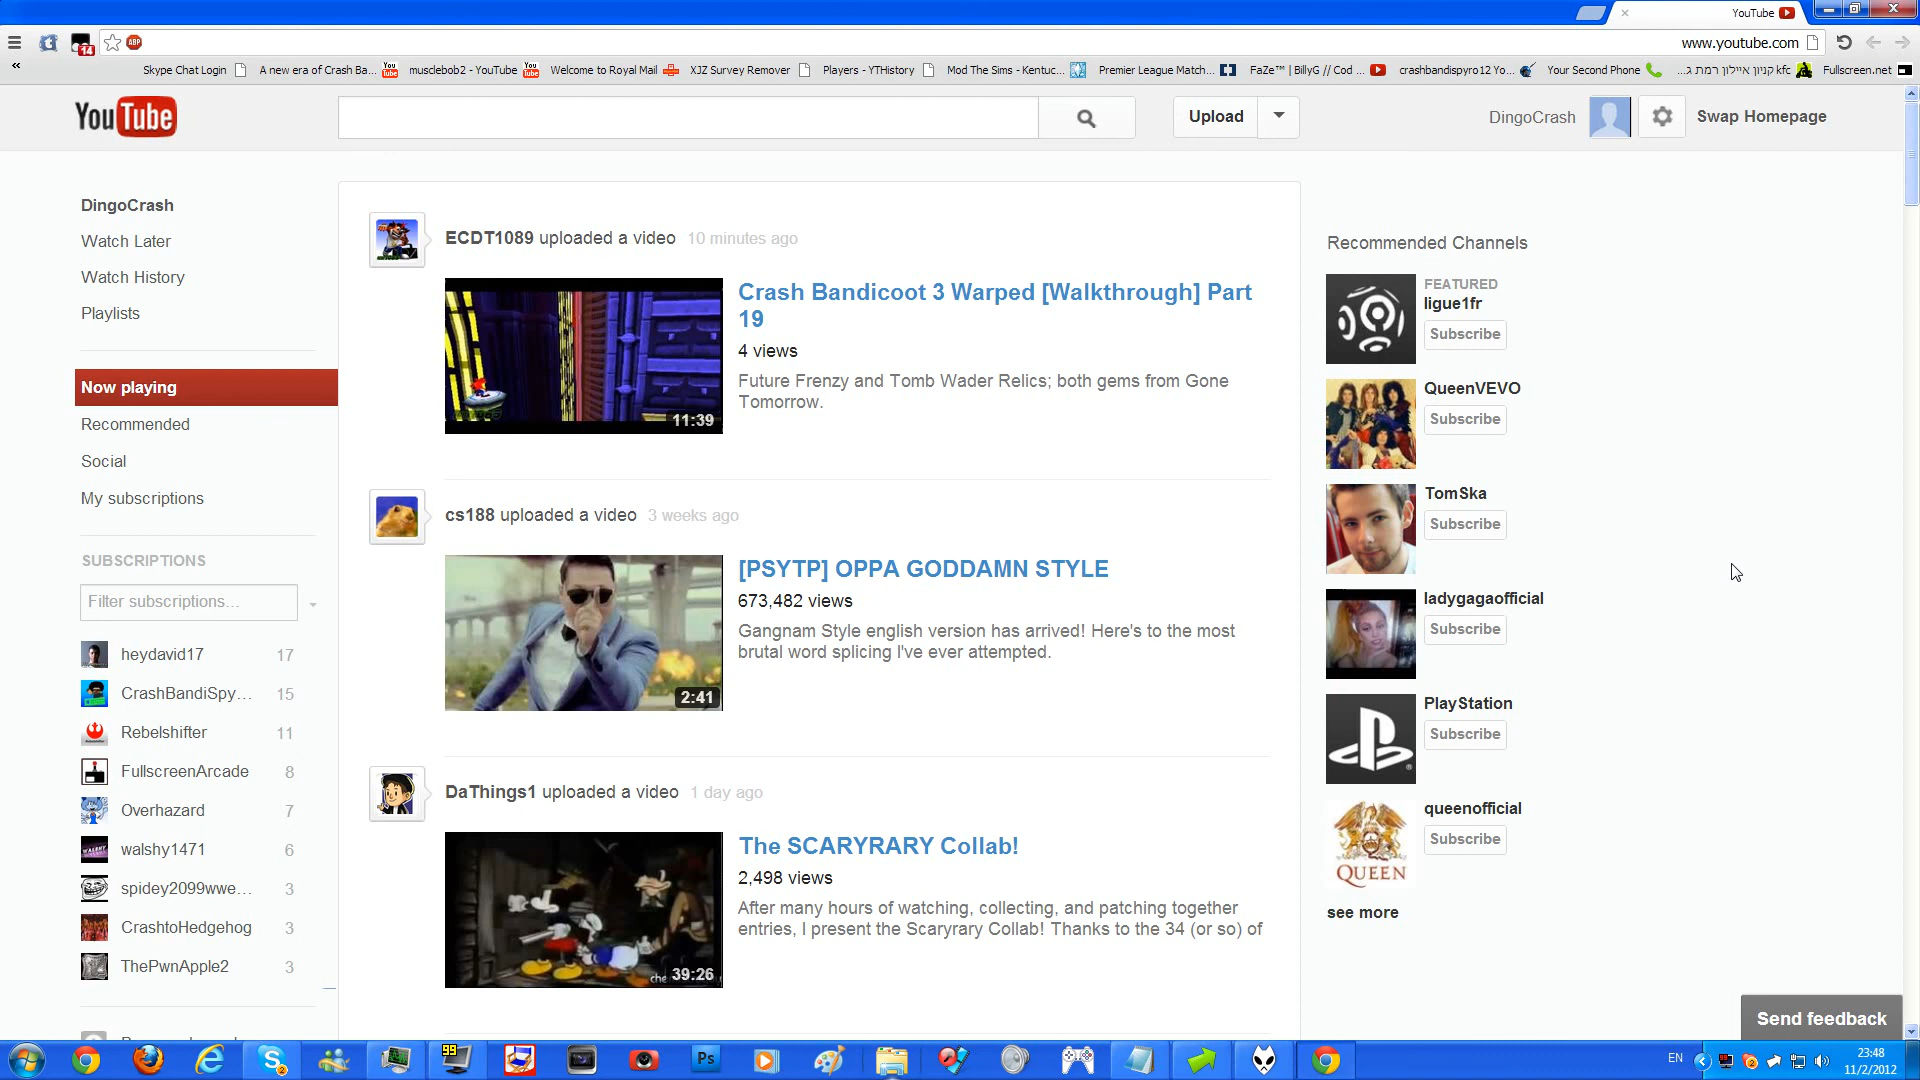 YouTube
14
ABP
www.youtube.com
«
Skype Chat Login
A new era of Crash Ba...
musclebob2 - YouTube
Welcome to Royal Mail
XJZ Survey Remover
Players - YTHistory
Mod The Sims - Kentuc...
Premier League Match...
FaZe™ | BillyG // Cod ...
crashbandispyro12 Yo...
Your Second Phone
קניון איילון רמת ג... kfc
Fullscreen.net
YouTube
Upload
DingoCrash
Swap Homepage
DingoCrash
Watch Later
Watch History
Playlists
Now playing
Recommended
Social
My subscriptions
SUBSCRIPTIONS
Filter subscriptions...
heydavid17 17
CrashBandiSpy... 15
Rebelshifter 11
FullscreenArcade 8
Overhazard 7
walshy1471 6
spidey2099wwe... 3
CrashtoHedgehog 3
ThePwnApple2 3
ECDT1089 uploaded a video 10 minutes ago
Crash Bandicoot 3 Warped [Walkthrough] Part
19
4 views
Future Frenzy and Tomb Wader Relics; both gems from Gone
Tomorrow.
11:39
cs188 uploaded a video 3 weeks ago
[PSYTP] OPPA GODDAMN STYLE
673,482 views
Gangnam Style english version has arrived! Here's to the most
brutal word splicing I've ever attempted.
2:41
DaThings1 uploaded a video 1 day ago
The SCARYRARY Collab!
2,498 views
After many hours of watching, collecting, and patching together
entries, I present the Scaryrary Collab! Thanks to the 34 (or so) of
39:26
Recommended Channels
FEATURED
ligue1fr
Subscribe
QueenVEVO
Subscribe
TomSka
Subscribe
ladygagaofficial
Subscribe
PlayStation
Subscribe
queenofficial
Subscribe
QUEEN
see more
Send feedback
99
Ps
EN
23:48
11/2/2012